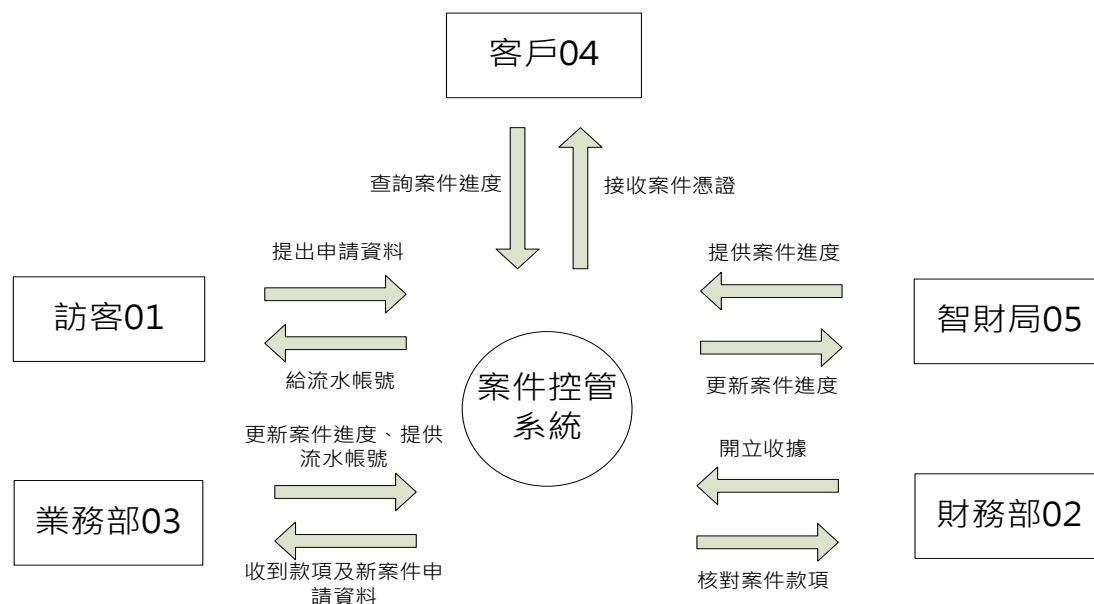 客戶04
查詢案件進度
接收案件憑證
提出申請資料
提供案件進度
訪客01
智財局05
給流水帳號
更新案件進度
案件控管
系統
更新案件進度、提供
流水帳號
開立收據
業務部03
財務部02
收到款項及新案件申
請資料
核對案件款項